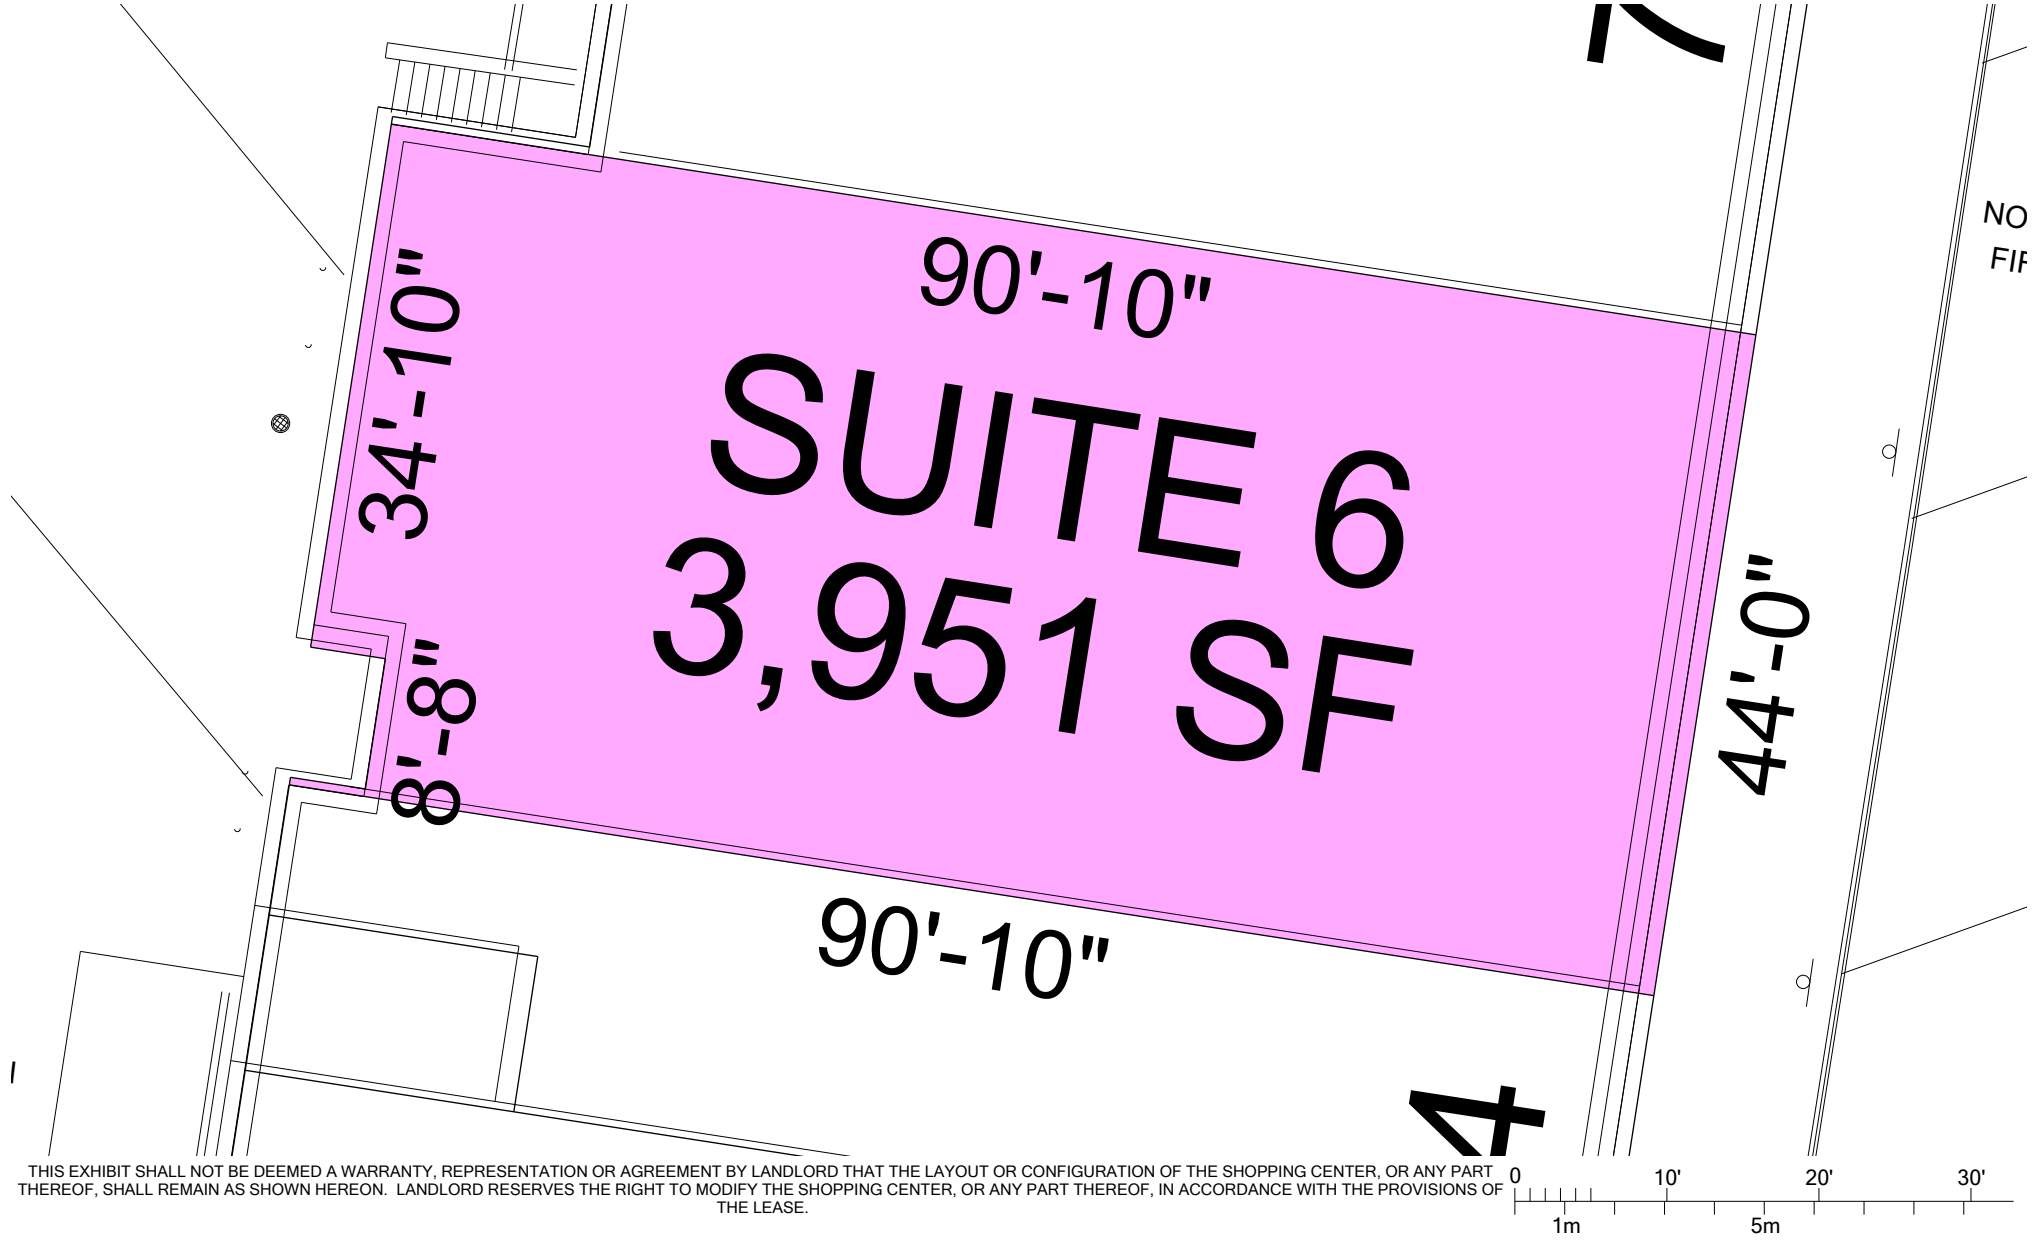 7
NO
90'-10"
34'-10"
SUITE 6
3,951 SF
44'-0"
8'-8"
90'-10"
4
THIS EXHIBIT SHALL NOT BE DEEMED A WARRANTY, REPRESENTATION OR AGREEMENT BY LANDLORD THAT THE LAYOUT OR CONFIGURATION OF THE SHOPPING CENTER, OR ANY PART
THEREOF, SHALL REMAIN AS SHOWN HEREON. LANDLORD RESERVES THE RIGHT TO MODIFY THE SHOPPING CENTER, OR ANY PART THEREOF, IN ACCORDANCE WITH THE PROVISIONS OF
THE LEASE.
0 10' 20' 30'
1m 5m